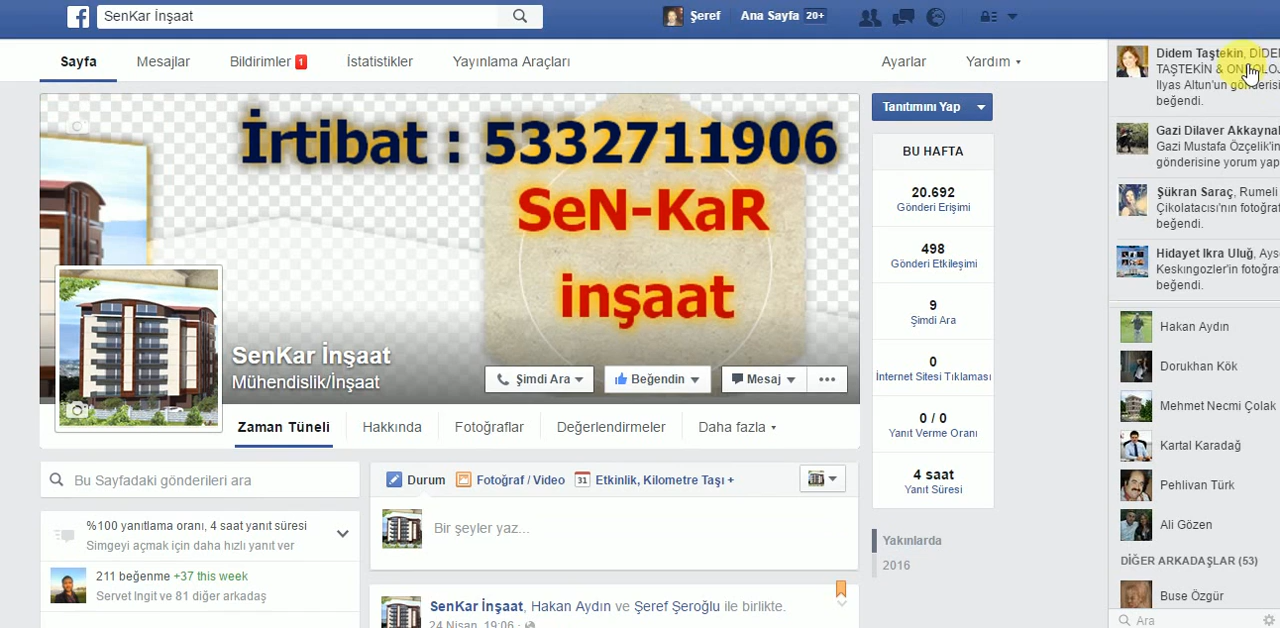 SenKar İnşaat
Şeref
Ana Sayfa 20+
Sayfa
Mesajlar
Bildirimler 1
İstatistikler
Yayınlama Araçları
Ayarlar
Yardım
İrtibat : 5332711906
SeN-KaR
inşaat
SenKar İnşaat
Mühendislik/İnşaat
Şimdi Ara
Beğendin
Mesaj
Zaman Tüneli
Hakkında
Fotoğraflar
Değerlendirmeler
Daha fazla
Bu Sayfadaki gönderileri ara
%100 yanıtlama oranı, 4 saat yanıt süresi
Simgeyi açmak için daha hızlı yanıt ver
211 beğenme +37 this week
Servet Ingit ve 81 diğer arkadaş
Durum
Fotoğraf / Video
31 Etkinlik, Kilometre Taşı +
Bir şeyler yaz...
SenKar İnşaat, Hakan Aydın ve Şeref Şeroğlu ile birlikte.
24 Nisan, 19:06
Tanıtımını Yap
BU HAFTA
20.692
Gönderi Erişimi
498
Gönderi Etkileşimi
9
Şimdi Ara
0
İnternet Sitesi Tıklaması
0 / 0
Yanıt Verme Oranı
4 saat
Yanıt Süresi
Yakınlarda
2016
Didem Taştekin,
TAŞTEKİN &
Ilyas Altun'un
beğendi.
Gazi Dilaver
Gazi Mustafa Özçelik'in
gönderisine yorum
Şükran Saraç, Rumeli
Çikolatacısı'nın
beğendi.
Hidayet Ikra Uluğ,
Keskıngozler'in
beğendi.
Hakan Aydın
Dorukhan Kök
Mehmet Necmi Çolak
Kartal Karadağ
Pehlivan Türk
Ali Gözen
DİĞER ARKADAŞLAR (53)
Buse Özgür
Ara